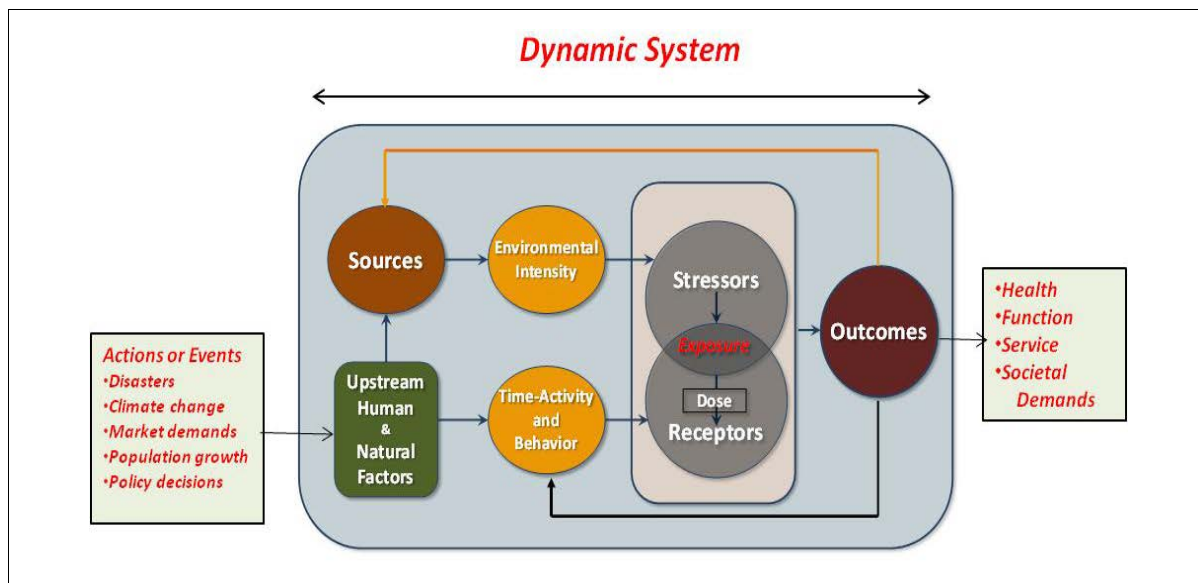 Dynamic System
Sources
Environmental
Intensity
Stressors
Exposure
Dose
Receptors
Outcomes
•Health
•Function
•Service
•Societal
Demands
Actions or Events
•Disasters
•Climate change
•Market demands
•Population growth
•Policy decisions
Upstream
Human
&
Natural
Factors
Time-Activity
and
Behavior